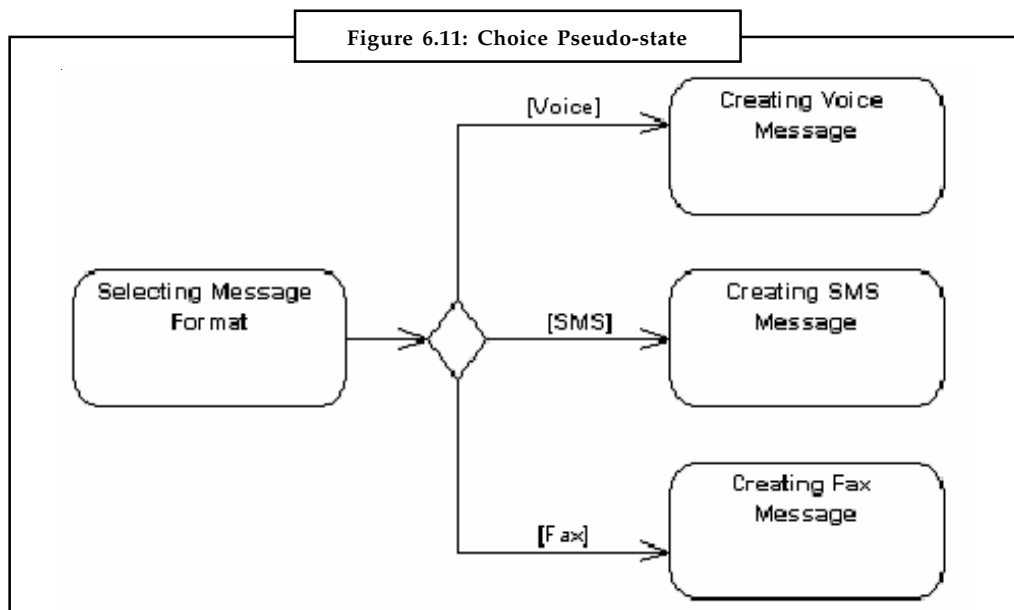 Figure 6.11: Choice Pseudo-state
[Voice]
Creating Voice
Message
Selecting Message
Format
[SMS]
Creating SMS
Message
[Fax]
Creating Fax
Message